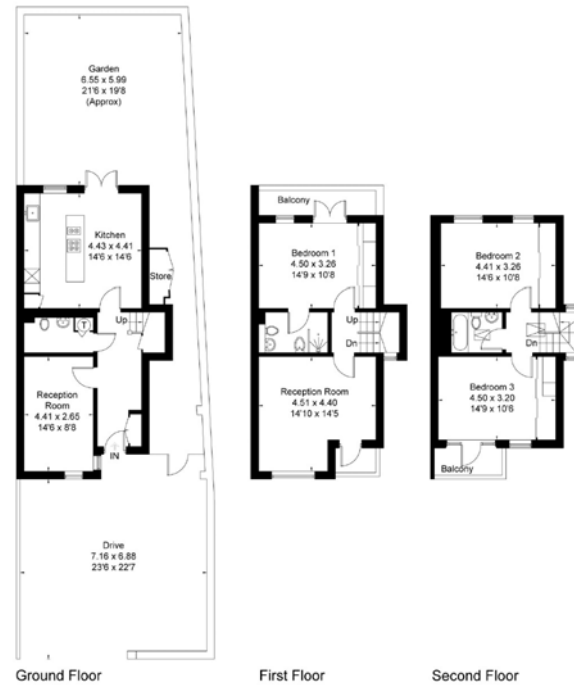 Garden
6.55 x 5.99
21'6 x 19'8
(Approx)
Kitchen
4.43 x 4.41
14'6 x 14'6
Store
Up
T
Reception
Room
4.41 x 2.65
14'6 x 8'8
IN
Drive
7.16 x 6.88
23'6 x 22'7
Ground Floor
Balcony
Bedroom 1
4.50 x 3.26
14'9 x 10'8
Up
Dn
Reception Room
4.51 x 4.40
14'10 x 14'5
First Floor
Bedroom 2
4.41 x 3.26
14'6 x 10'8
Dn
Bedroom 3
4.50 x 3.20
14'9 x 10'6
Balcony
Second Floor